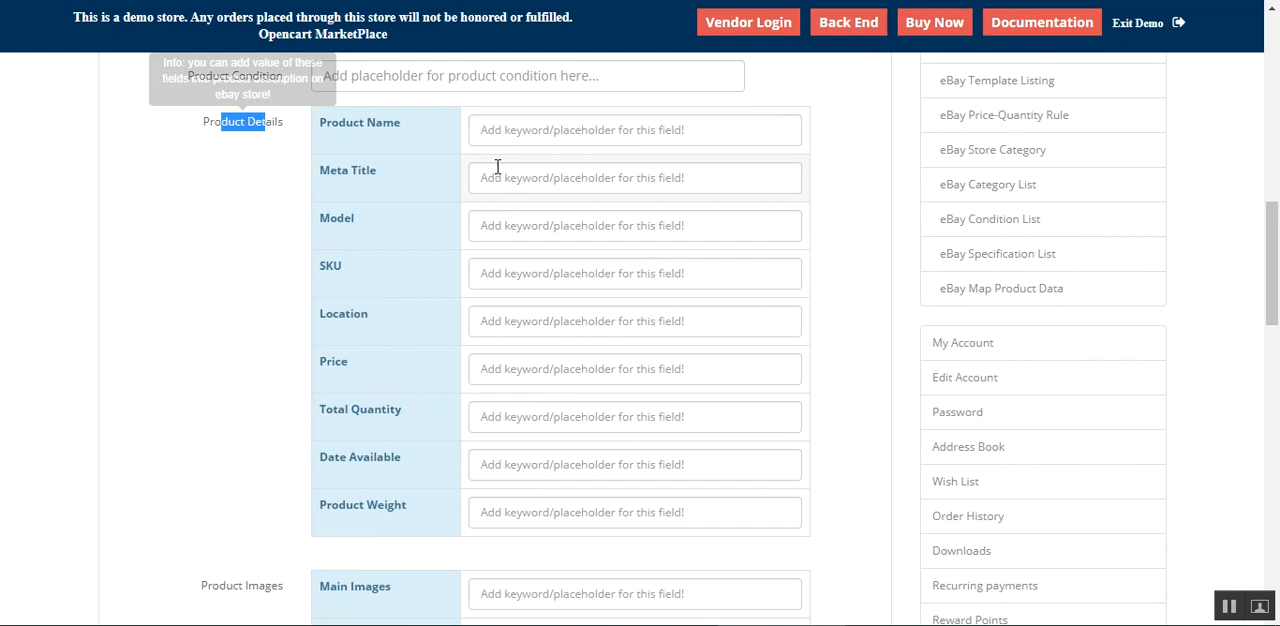 This is a demo store. Any orders placed through this store will not be honored or fulfilled.
Opencart MarketPlace
Vendor Login
Back End
Buy Now
Documentation
Exit Demo
Info: you can add value of these
fields into product description on
ebay store!
Product Condition
Add placeholder for product condition here...
Product Details
Product Name
Add keyword/placeholder for this field!
Meta Title
Add keyword/placeholder for this field!
Model
Add keyword/placeholder for this field!
SKU
Add keyword/placeholder for this field!
Location
Add keyword/placeholder for this field!
Price
Add keyword/placeholder for this field!
Total Quantity
Add keyword/placeholder for this field!
Date Available
Add keyword/placeholder for this field!
Product Weight
Add keyword/placeholder for this field!
Product Images
Main Images
Add keyword/placeholder for this field!
eBay Template Listing
eBay Price-Quantity Rule
eBay Store Category
eBay Category List
eBay Condition List
eBay Specification List
eBay Map Product Data
My Account
Edit Account
Password
Address Book
Wish List
Order History
Downloads
Recurring payments
Reward Points